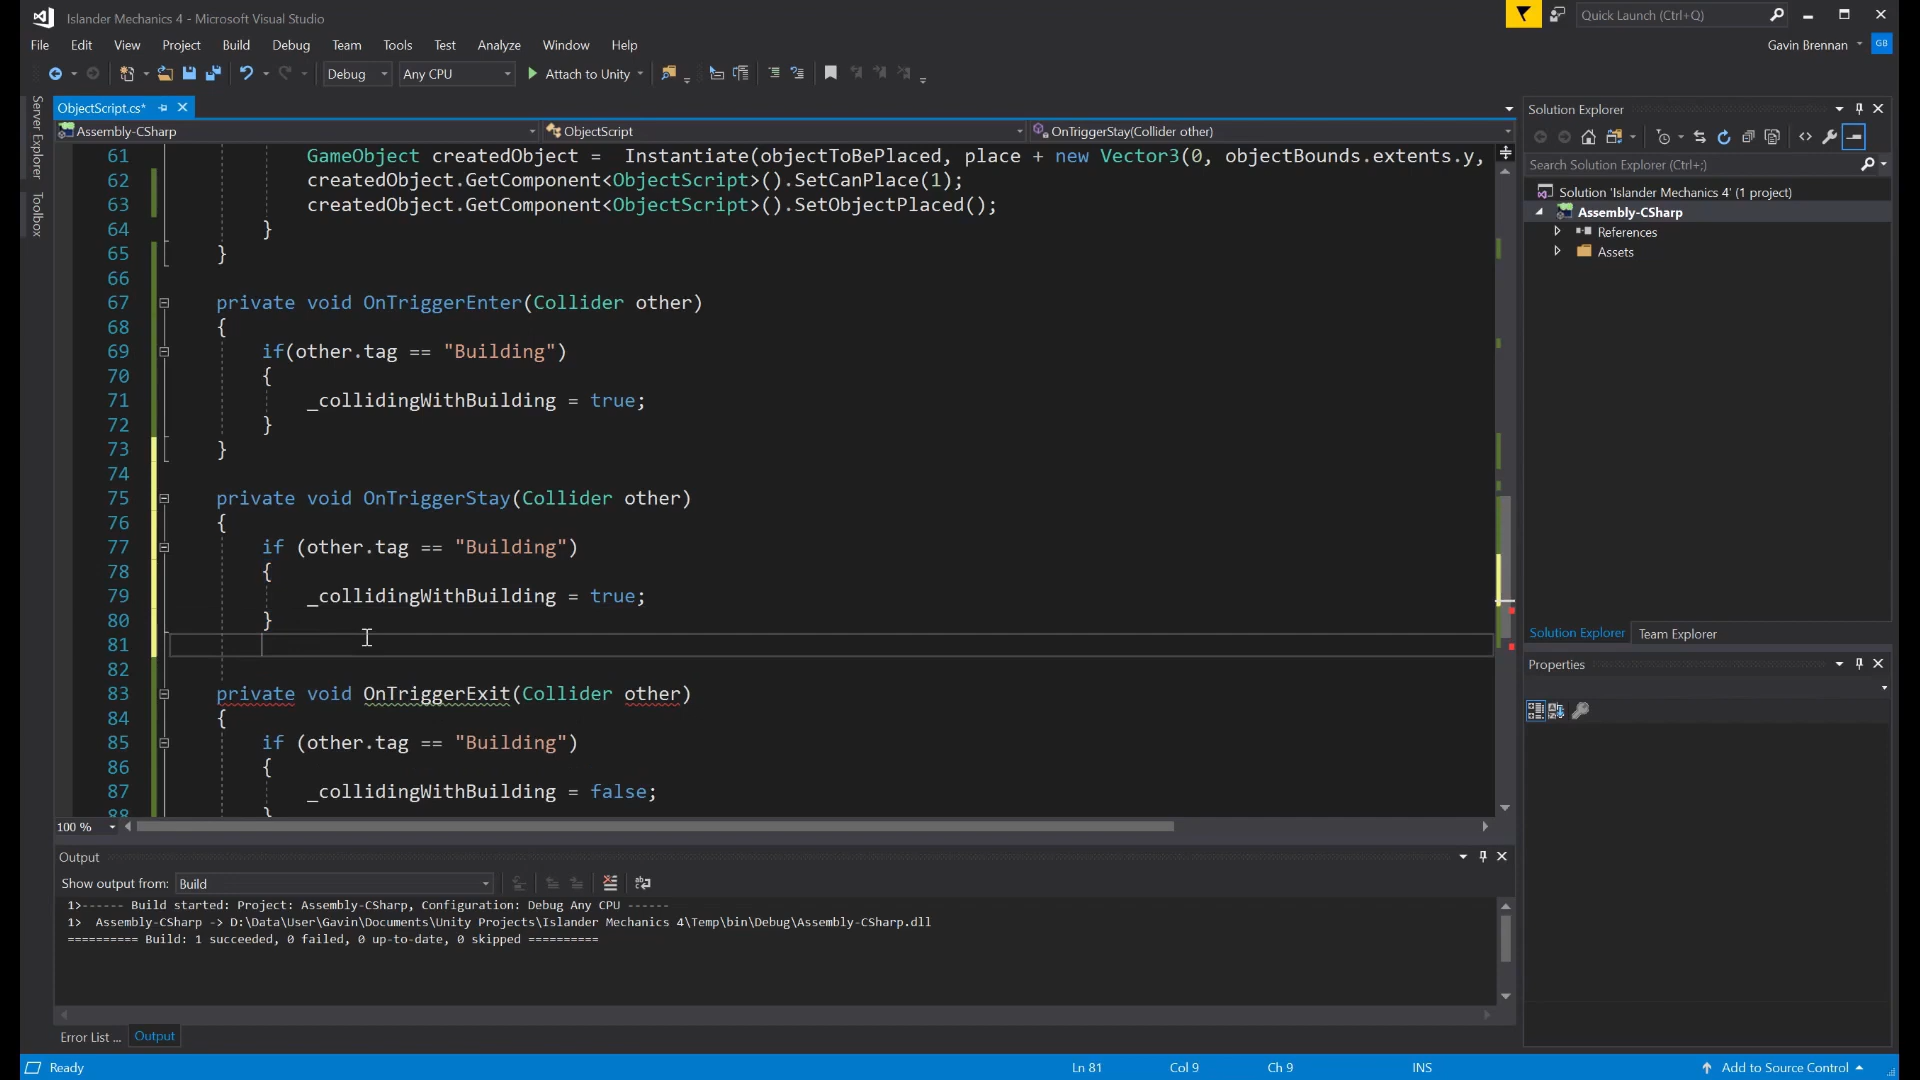 Islander Mechanics 4 - Microsoft Visual Studio
Quick Launch (Ctrl+Q)
File Edit View Project Build Debug Team Tools Test Analyze Window Help
Gavin Brennan GB
Debug Any CPU Attach to Unity
Server Explorer
Toolbox
ObjectScript.cs*
Assembly-CSharp ObjectScript OnTriggerStay(Collider other)
61 GameObject createdObject = Instantiate(objectToBePlaced, place + new Vector3(0, objectBounds.extents.y,
62 createdObject.GetComponent<ObjectScript>().SetCanPlace(1);
63 createdObject.GetComponent<ObjectScript>().SetObjectPlaced();
64 }
65 }
66
67 private void OnTriggerEnter(Collider other)
68 {
69 if(other.tag == "Building")
70 {
71 _collidingWithBuilding = true;
72 }
73 }
74
75 private void OnTriggerStay(Collider other)
76 {
77 if (other.tag == "Building")
78 {
79 _collidingWithBuilding = true;
80 }
81
82
83 private void OnTriggerExit(Collider other)
84 {
85 if (other.tag == "Building")
86 {
87 _collidingWithBuilding = false;
88 }
100 %
Output
Show output from: Build
1>------ Build started: Project: Assembly-CSharp, Configuration: Debug Any CPU ------
1> Assembly-CSharp -> D:\Data\User\Gavin\Documents\Unity Projects\Islander Mechanics 4\Temp\bin\Debug\Assembly-CSharp.dll
========== Build: 1 succeeded, 0 failed, 0 up-to-date, 0 skipped ==========
Error List ... Output
Solution Explorer
Search Solution Explorer (Ctrl+;)
Solution 'Islander Mechanics 4' (1 project)
Assembly-CSharp
References
Assets
Solution Explorer Team Explorer
Properties
Ready Ln 81 Col 9 Ch 9 INS Add to Source Control